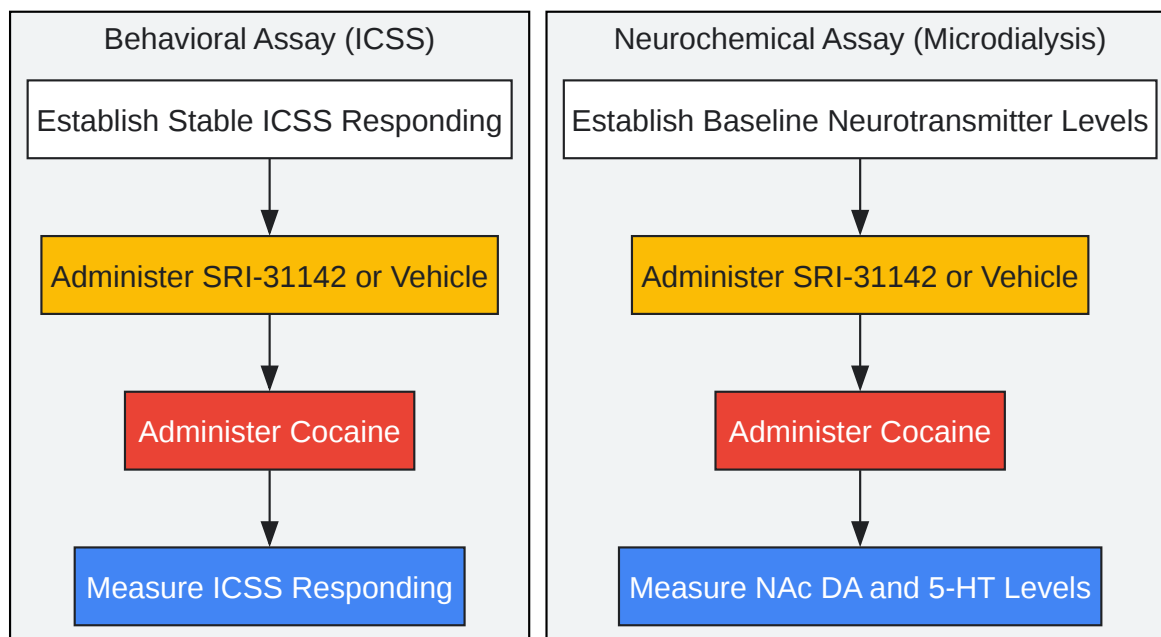 Behavioral Assay (ICSS)
Establish Stable ICSS Responding
Administer SRI-31142 or Vehicle
Administer Cocaine
Measure ICSS Responding
Neurochemical Assay (Microdialysis)
Establish Baseline Neurotransmitter Levels
Administer SRI-31142 or Vehicle
Administer Cocaine
Measure NAc DA and 5-HT Levels